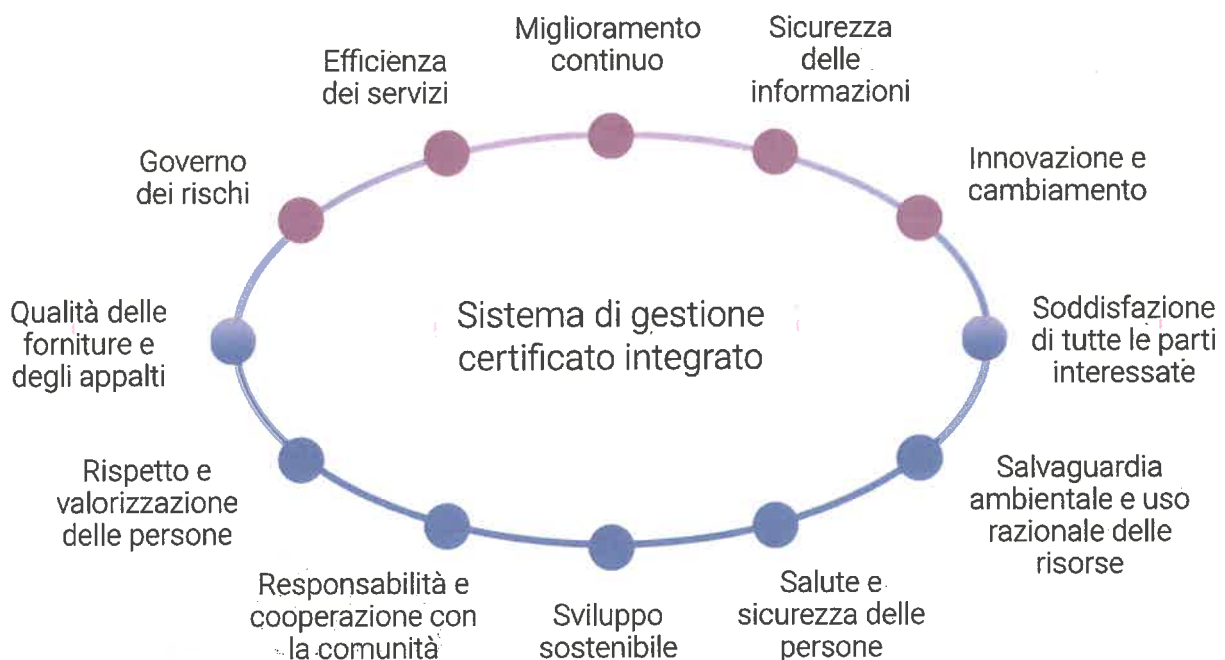 Miglioramento
continuo
Sicurezza
delle
informazioni
Efficienza
dei servizi
Governo
dei rischi
Innovazione e
cambiamento
Qualità delle
forniture e
degli appalti
Sistema di gestione
certificato integrato
Soddisfazione
di tutte le parti
interessate
Rispetto e
valorizzazione
delle persone
Salvaguardia
ambientale e uso
razionale delle
risorse
Responsabilità e
cooperazione con
la comunità
Sviluppo
sostenibile
Salute e
sicurezza delle
persone